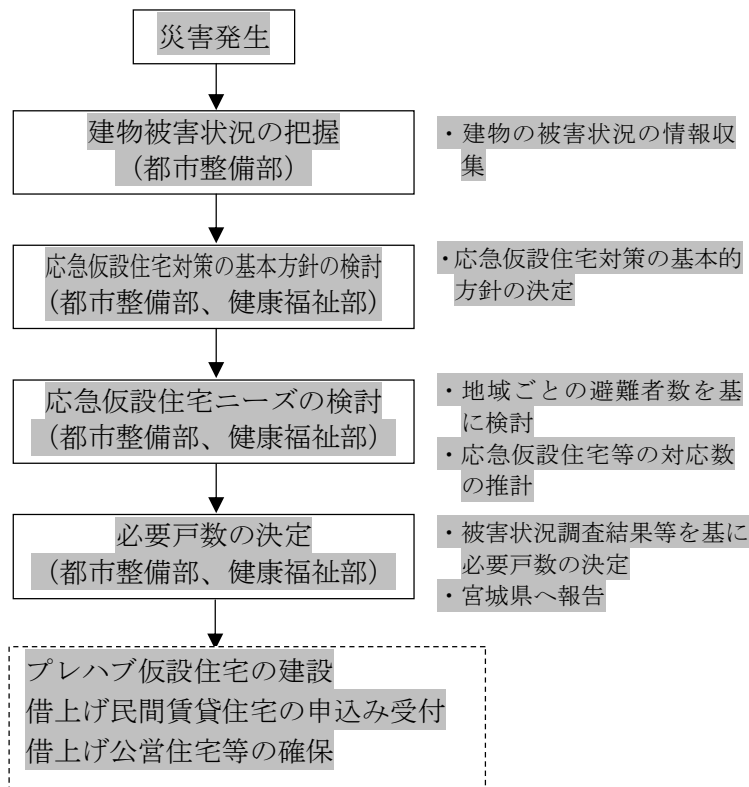 災害発生
建物被害状況の把握
(都市整備部)
・建物の被害状況の情報収
集
応急仮設住宅対策の基本方針の検討
(都市整備部、健康福祉部)
・応急仮設住宅対策の基本的
方針の決定
応急仮設住宅ニーズの検討
(都市整備部、健康福祉部)
・地域ごとの避難者数を基
に検討
・応急仮設住宅等の対応数
の推計
必要戸数の決定
(都市整備部、健康福祉部)
・被害状況調査結果等を基に
必要戸数の決定
・宮城県へ報告
プレハブ仮設住宅の建設
借上げ民間賃貸住宅の申込み受付
借上げ公営住宅等の確保